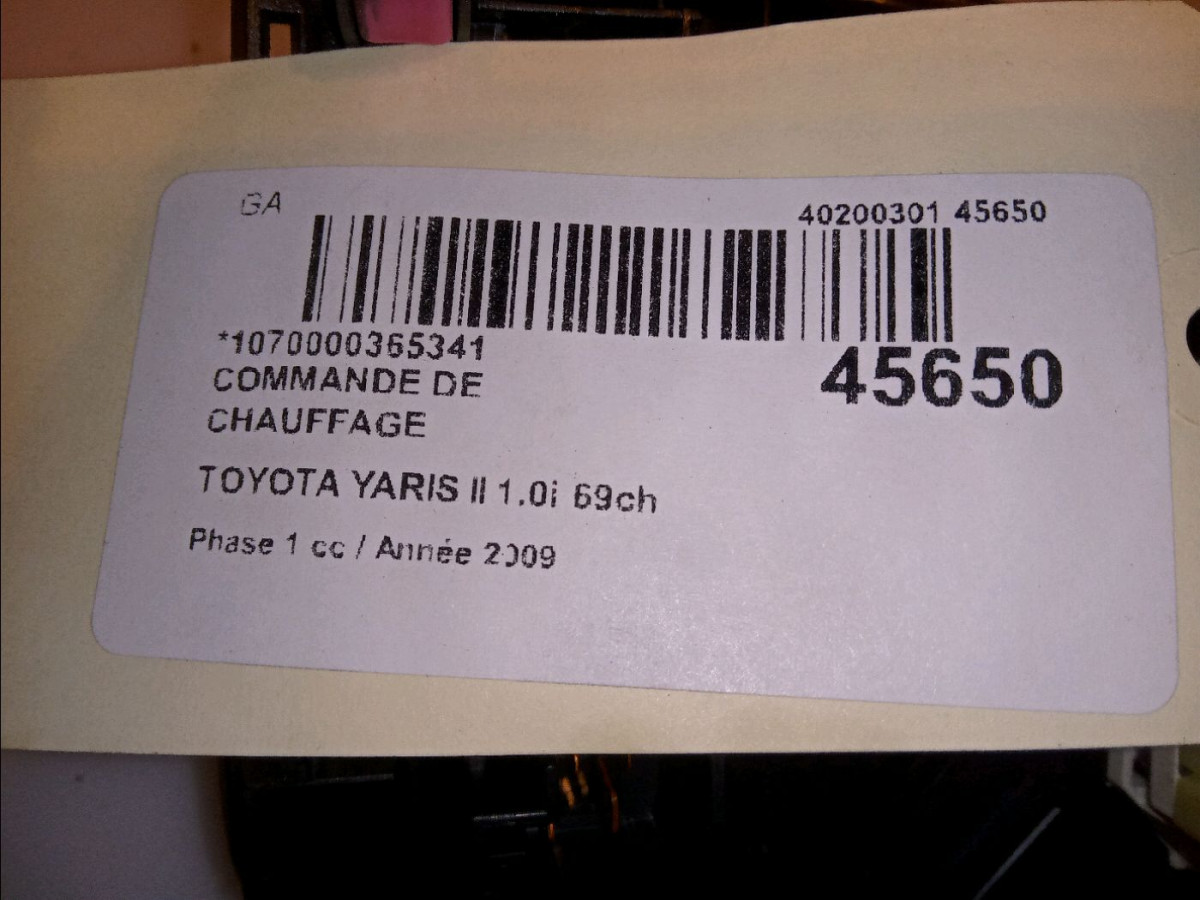 GA
40200301 45650
*1070000365341
45650
COMMANDE DE
CHAUFFAGE
TOYOTA YARIS II 1.0i 69ch
Phase 1 cc / Année 2009